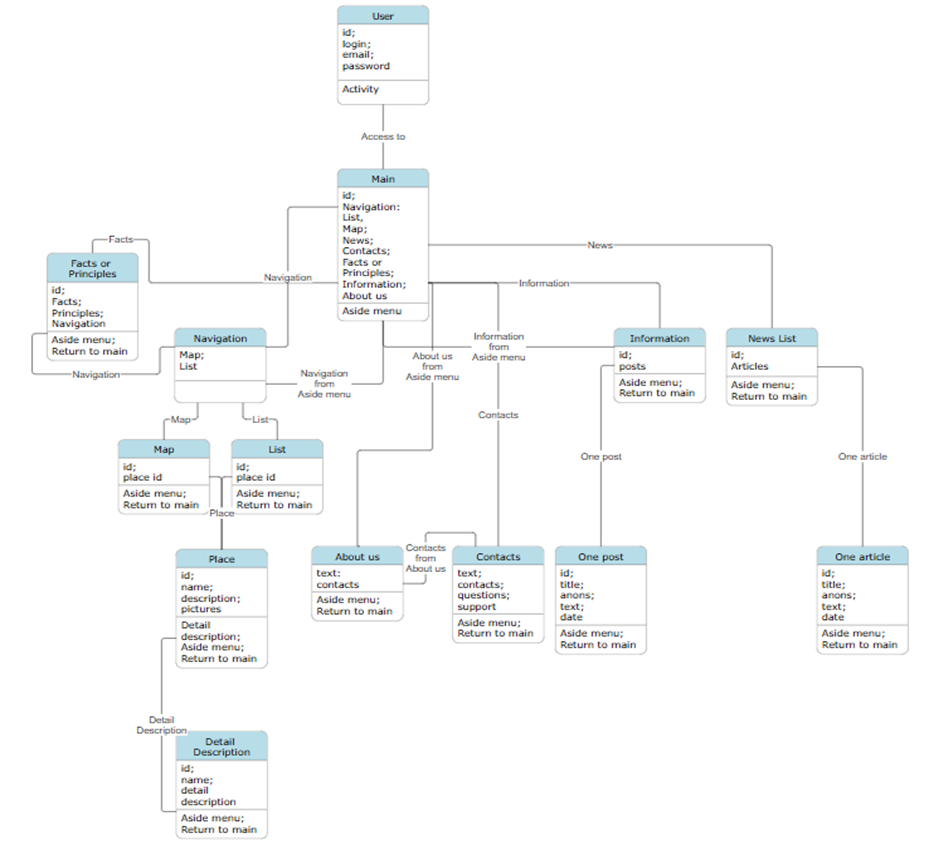 User
id;
login;
email;
password
Activity
Access to
Main
id;
Navigation:
List,
Map;
News;
Contacts;
Facts or
Principles;
Information;
About us
Aside menu
Facts
News
Navigation
Information
Facts or
Principles
id;
Facts;
Principles;
Navigation
Aside menu;
Return to main
Navigation
Navigation
Map;
List
Navigation
from
Aside menu
About us
from
Aside menu
Information
from
Aside menu
Information
id;
posts
Aside menu;
Return to main
News List
id;
Articles
Aside menu;
Return to main
Map
List
Contacts
Map
id;
place id
Aside menu;
Return to main
List
id;
place id
Aside menu;
Return to main
Place
One post
One article
Place
id;
name;
description;
pictures
Detail
description;
Aside menu;
Return to main
About us
text:
contacts
Aside menu;
Return to main
Contacts
from
About us
Contacts
text;
contacts;
questions;
support
Aside menu;
Return to main
One post
id;
title;
anons;
text;
date
Aside menu;
Return to main
One article
id;
title;
anons;
text;
date
Aside menu;
Return to main
Detail
Description
Detail
Description
id;
name;
detail
description
Aside menu;
Return to main